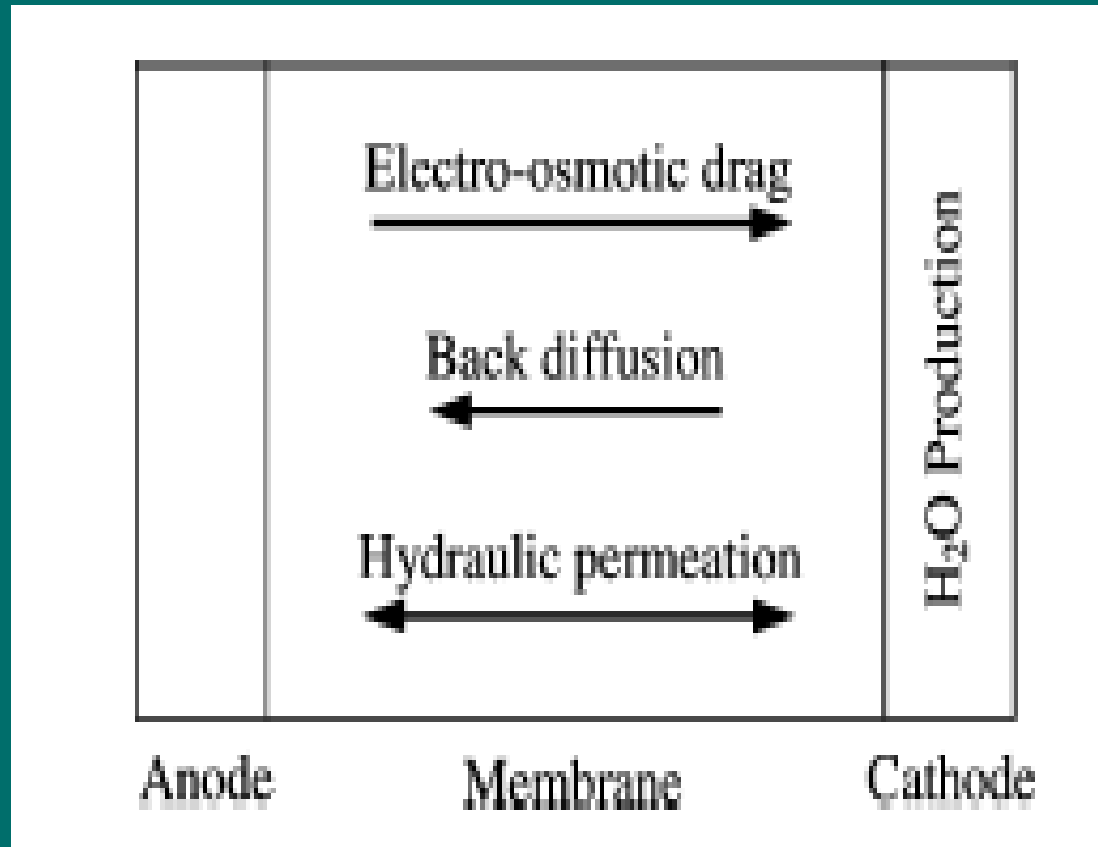 Electro-osmotic drag
Back diffusion
Hydraulic permeation
H₂O Production
Anode
Membrane
Cathode